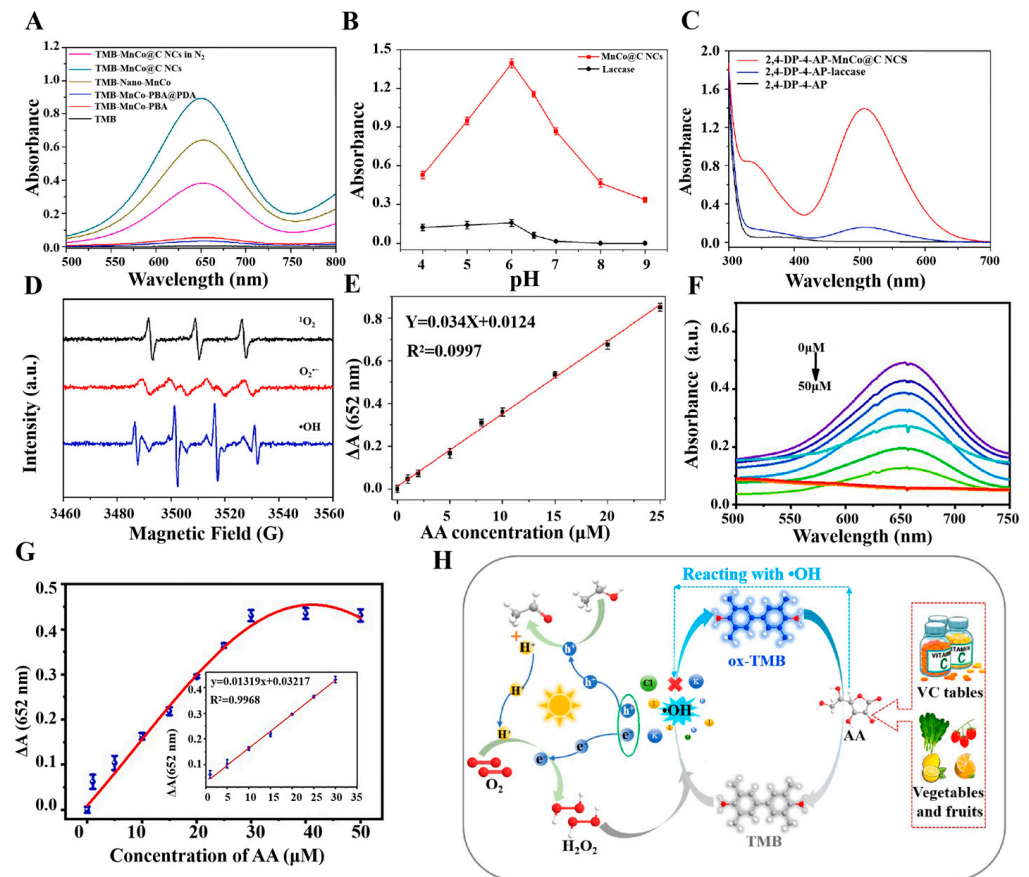 A
TMB-MnCo@C NCs in N₂
TMB-MnCo@C NCs
TMB-Nano-MnCo
TMB-MnCo-PBA@PDA
TMB-MnCo-PBA
TMB
Absorbance
1.2
1.0
0.8
0.6
0.4
0.2
0.0
500 550 600 650 700 750 800
Wavelength (nm)
B
MnCo@C NCs
Laccase
Absorbance
1.5
1.2
0.9
0.6
0.3
0.0
4 5 6 7 8 9
pH
C
2,4-DP-4-AP-MnCo@C NCS
2,4-DP-4-AP-laccase
2,4-DP-4-AP
Absorbance
2.0
1.6
1.2
0.8
0.4
0.0
300 400 500 600 700
Wavelength (nm)
D
¹O₂
O₂•−
•OH
Intensity (a.u.)
3460 3480 3500 3520 3540 3560
Magnetic Field (G)
E
Y=0.034X+0.0124
R²=0.0997
ΔA (652 nm)
0.8
0.6
0.4
0.2
0.0
0 5 10 15 20 25
AA concentration (μM)
F
0μM
50μM
Absorbance (a.u.)
0.6
0.4
0.2
0.0
500 550 600 650 700 750
Wavelength (nm)
G
ΔA (652 nm)
0.5
0.4
0.3
0.2
0.1
0.0
0 10 20 30 40 50
Concentration of AA (μM)
y=0.01319x+0.03217
R²=0.9968
ΔA(652 nm)
0.4
0.3
0.2
0.1
0.0
0 5 10 15 20 25 30 35
H
Reacting with •OH
ox-TMB
+
H⁺
H⁺
H⁺
h⁺
h⁺
h⁺
e⁻
e⁻
e⁻
O₂
H₂O₂
Cl
K
K
•OH
TMB
AA
VITAMIN
C
VITAMIN
C
VC tables
Vegetables
and fruits